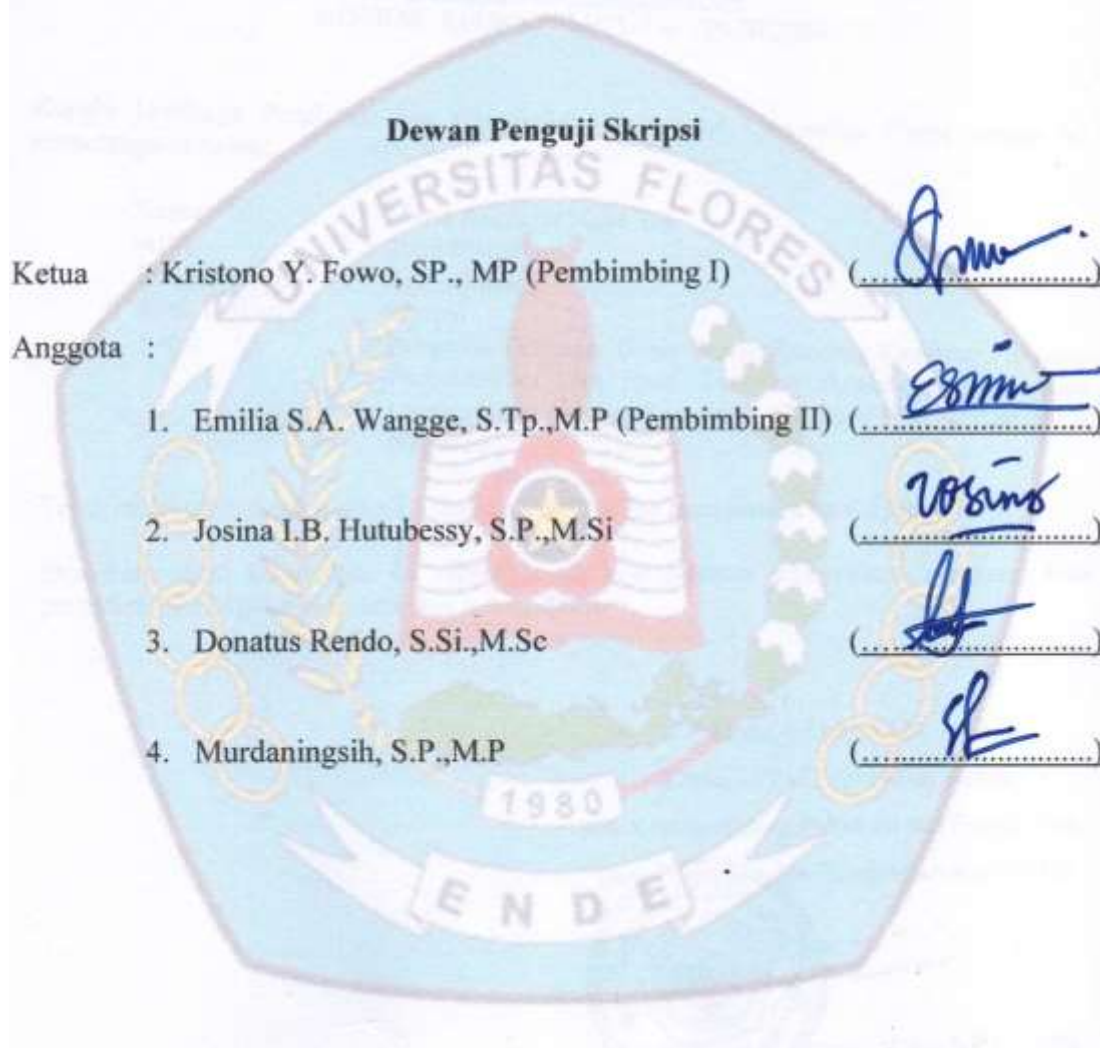 Dewan Penguji Skripsi
UNIVERSITAS FLORES
Ketua : Kristono Y. Fowo, SP., MP (Pembimbing I) (..............................)
Anggota :
1. Emilia S.A. Wangge, S.Tp.,M.P (Pembimbing II) (..............................)
2. Josina I.B. Hutubessy, S.P.,M.Si (..............................)
3. Donatus Rendo, S.Si.,M.Sc (..............................)
4. Murdaningsih, S.P.,M.P (..............................)
1980
ENDE